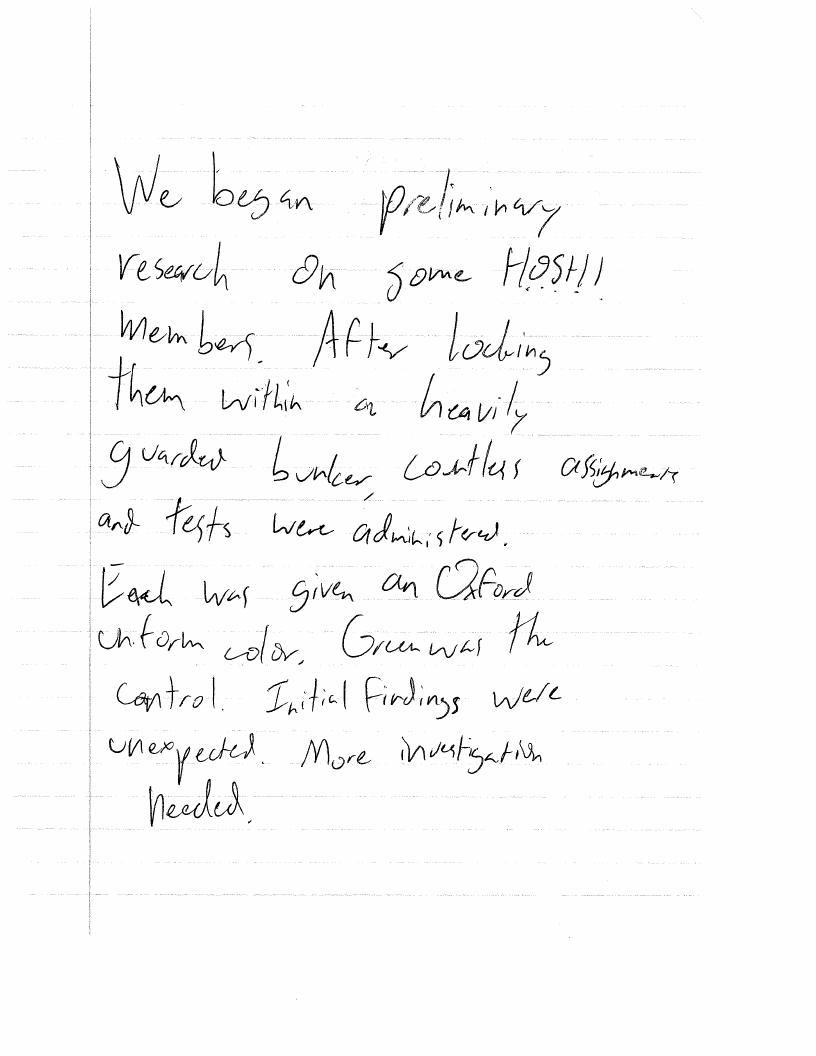 We began preliminary
research on some H.O.S.H.I.
members. After locking
them within a heavily
guarded bunker, countless assignments
and tests were administered.
Each was given an Oxford
uniform color. Green was the
control. Initial findings were
unexpected. More investigation
needed.